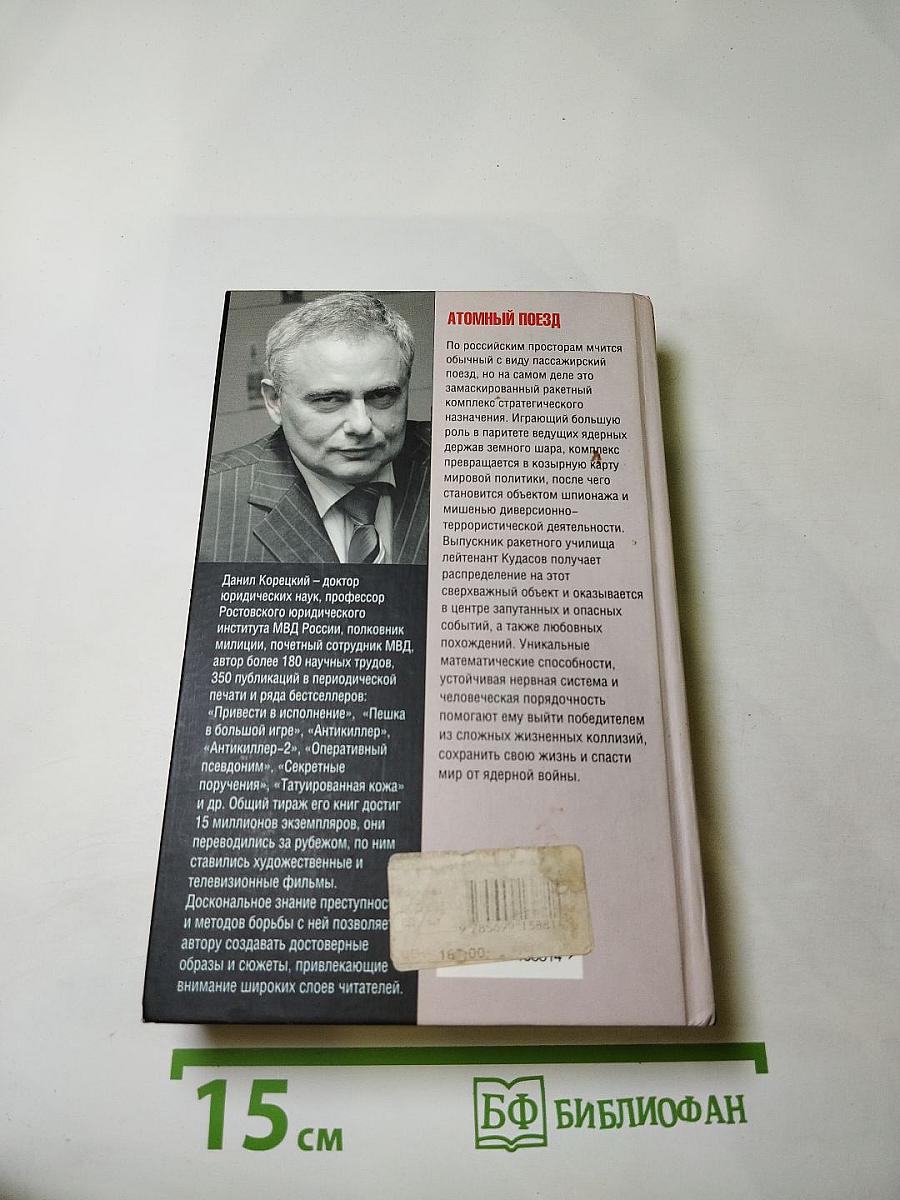 АТОМНЫЙ ПОЕЗД
По российским просторам мчится
обычный с виду пассажирский
поезд, но на самом деле это
замаскированный ракетный
комплекс стратегического
назначения. Играющий большую
роль в паритете ведущих ядерных
держав земного шара, комплекс
превращается в козырную карту
мировой политики, после чего
становится объектом шпионажа и
мишенью диверсионно-
террористической деятельности.
Выпускник ракетного училища
лейтенант Кудасов получает
распределение на этот
сверхважный объект и оказывается
в центре запутанных и опасных
событий, а также любовных
похождений. Уникальные
математические способности,
устойчивая нервная система и
человеческая порядочность
помогают ему выйти победителем
из сложных жизненных коллизий,
сохранить свою жизнь и спасти
мир от ядерной войны.
Данил Корецкий – доктор
юридических наук, профессор
Ростовского юридического
института МВД России, полковник
милиции, почетный сотрудник МВД,
автор более 180 научных трудов,
350 публикаций в периодической
печати и ряда бестселлеров:
«Привести в исполнение», «Пешка
в большой игре», «Антикиллер»,
«Антикиллер-2», «Оперативный
псевдоним», «Секретные
поручения», «Татуированная кожа»
и др. Общий тираж его книг достиг
15 миллионов экземпляров, они
переводились за рубежом, по ним
ставились художественные и
телевизионные фильмы.
Доскональное знание преступнос
и методов борьбы с ней позволяе
автору создавать достоверные
образы и сюжеты, привлекающие
внимание широких слоев читателей.
15 см
БФ БИБЛИОФАН